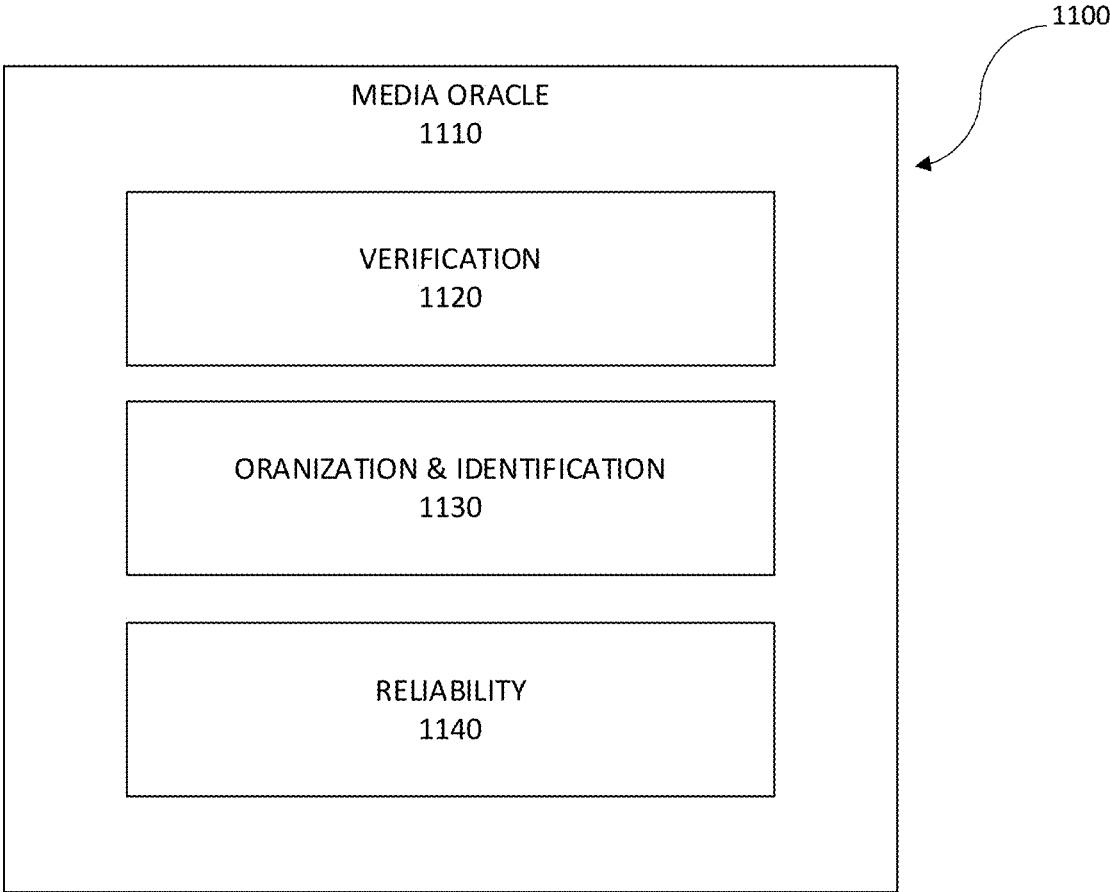 1100
MEDIA ORACLE
1110
VERIFICATION
1120
ORANIZATION & IDENTIFICATION
1130
RELIABILITY
1140